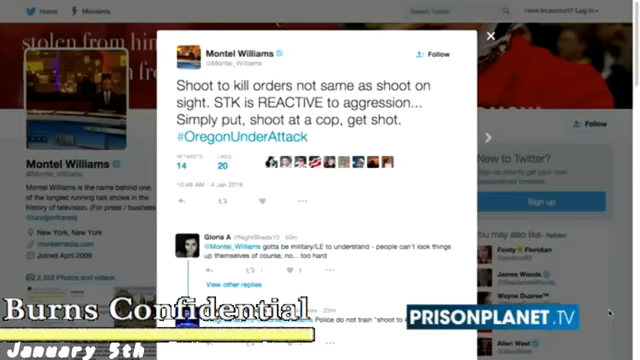 Home
Moments
Search Twitter
Have an account? Log in
stolen from him
Montel Williams
@Montel_Williams
Follow
Shoot to kill orders not same as shoot on
sight. STK is REACTIVE to aggression...
Simply put, shoot at a cop, get shot.
#OregonUnderAttack
RETWEETS
14
LIKES
20
10:48 AM - 4 Jan 2016
Gloria A @NightShade10 50m
@Montel_Williams gotta be military/LE to understand - people can't look things
up themselves of course, no... too hard
View other replies
Police do not train "shoot to
Montel Williams
@Montel_Williams
Montel Williams is the name behind one
of the longest running talk shows in the
history of television. (For press / business
New York, New York
montelmedia.com
Joined April 2009
2,352 Photos and videos
Follow
New to Twitter?
Sign up now to get your own
personalized timeline!
Sign up
You may also like
Feisty Floridian
James Woods
Wayne Dupree
Allen West
PRISONPLANET.TV
Burns Confidential
January 5th